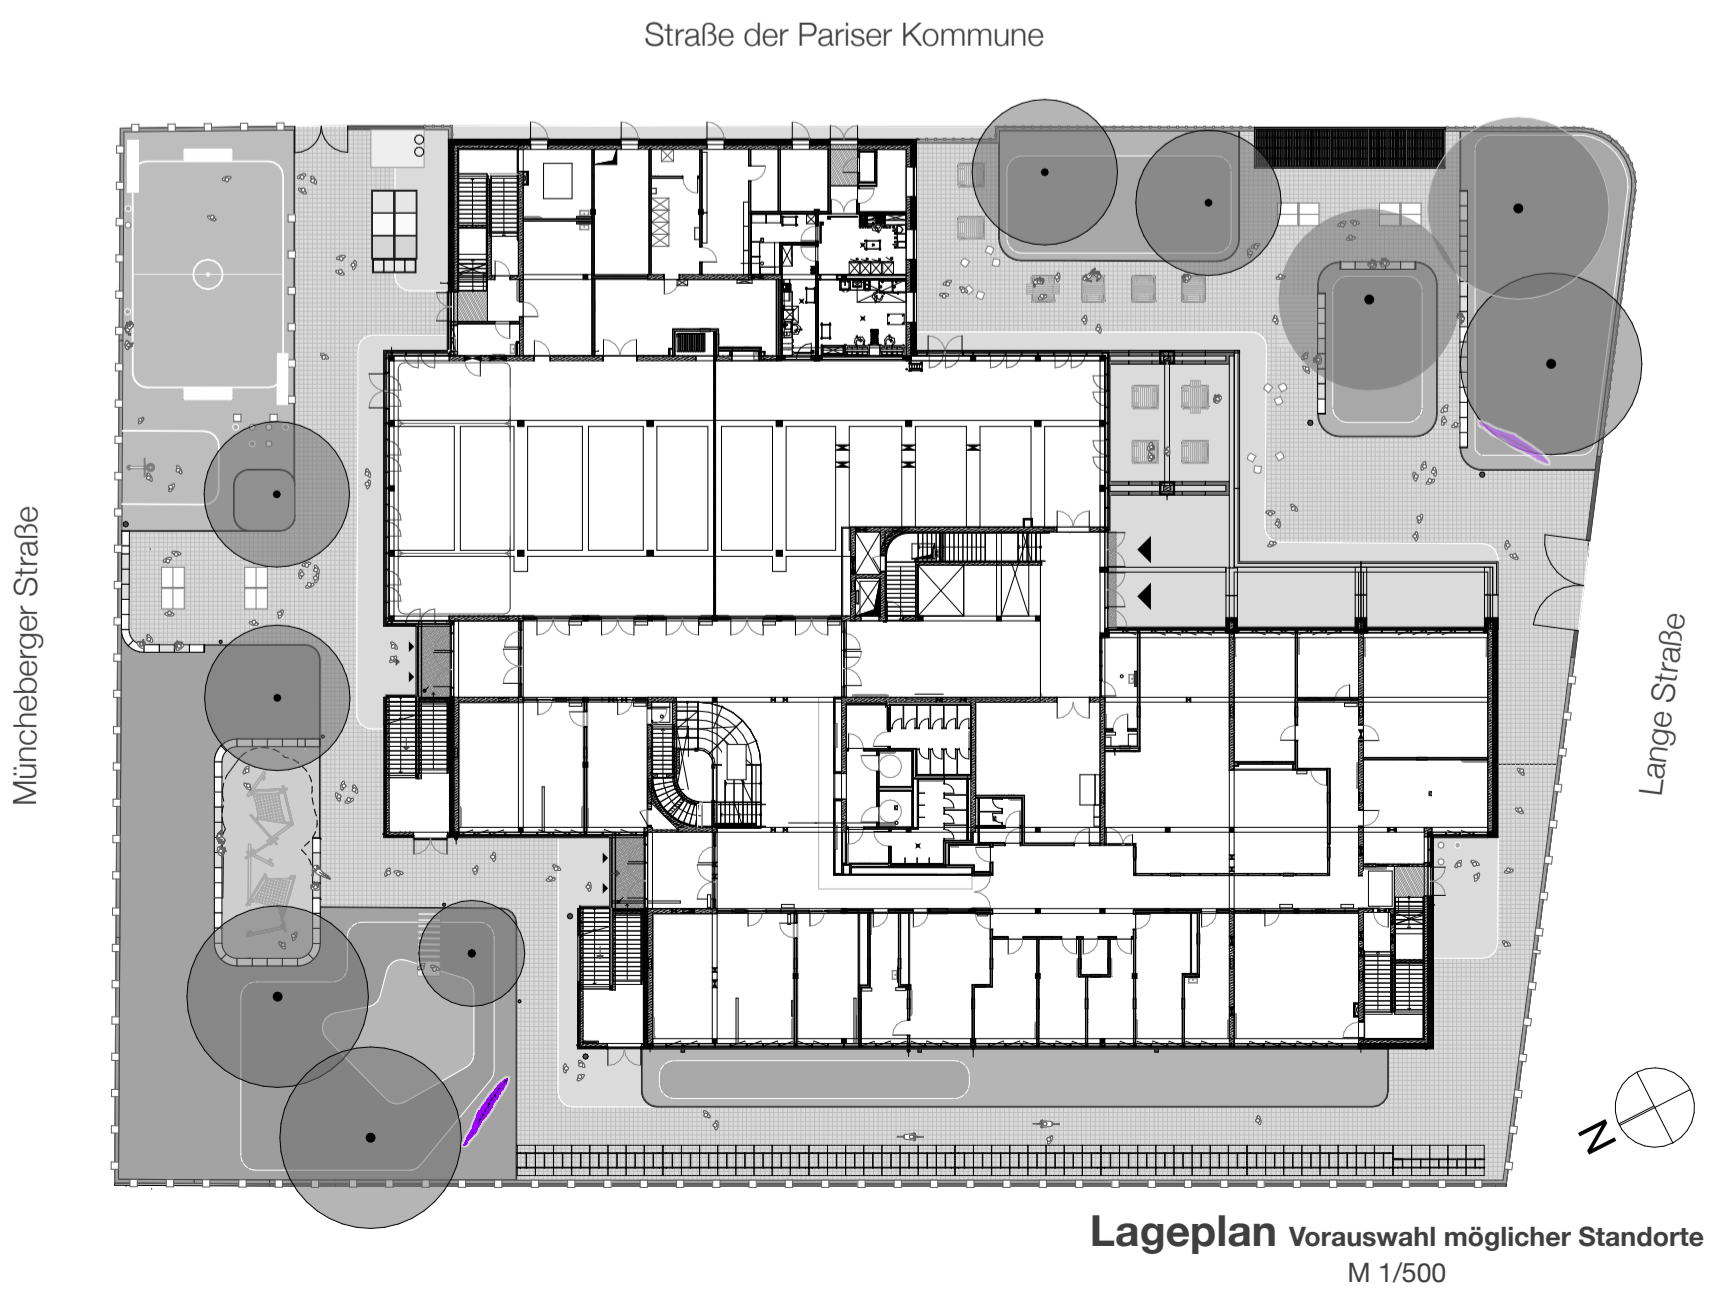 Straße der Pariser Kommune
Müncheberger Straße
Lange Straße
N
Lageplan Vorauswahl möglicher Standorte
M 1/500